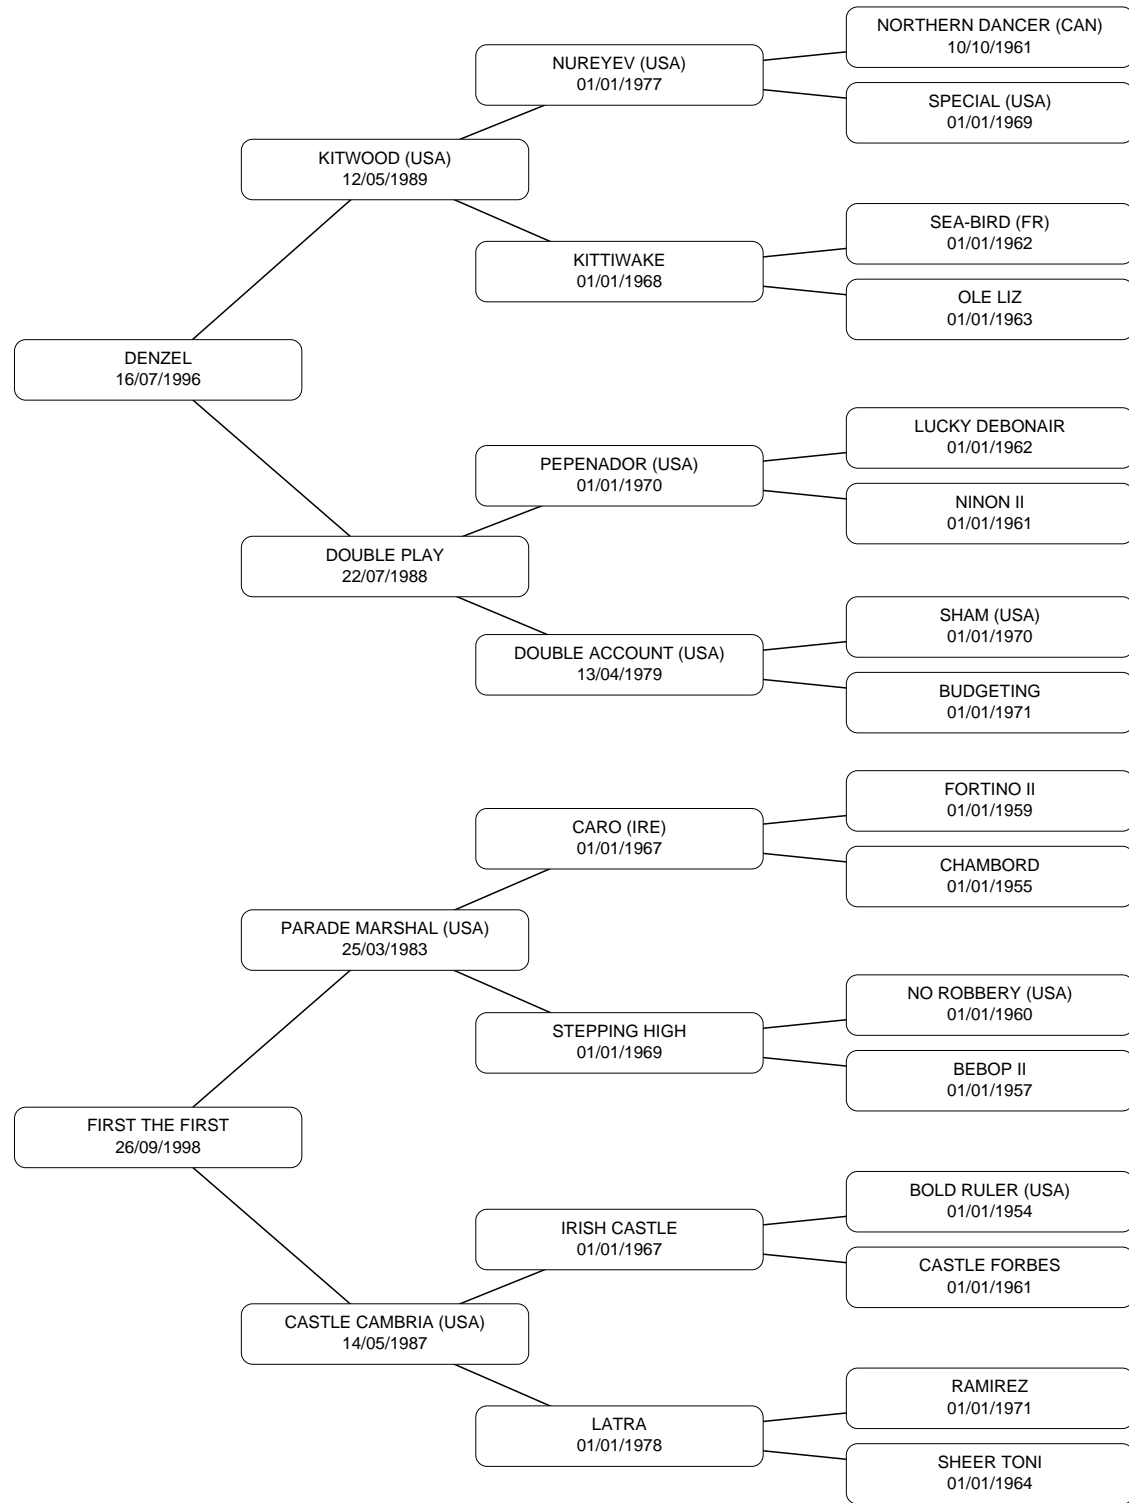 NORTHERN DANCER (CAN)
10/10/1961
NUREYEV (USA)
01/01/1977
SPECIAL (USA)
01/01/1969
KITWOOD (USA)
12/05/1989
SEA-BIRD (FR)
01/01/1962
KITTIWAKE
01/01/1968
OLE LIZ
01/01/1963
DENZEL
16/07/1996
LUCKY DEBONAIR
01/01/1962
PEPENADOR (USA)
01/01/1970
NINON II
01/01/1961
DOUBLE PLAY
22/07/1988
SHAM (USA)
01/01/1970
DOUBLE ACCOUNT (USA)
13/04/1979
BUDGETING
01/01/1971
FORTINO II
01/01/1959
CARO (IRE)
01/01/1967
CHAMBORD
01/01/1955
PARADE MARSHAL (USA)
25/03/1983
NO ROBBERY (USA)
01/01/1960
STEPPING HIGH
01/01/1969
BEBOP II
01/01/1957
FIRST THE FIRST
26/09/1998
BOLD RULER (USA)
01/01/1954
IRISH CASTLE
01/01/1967
CASTLE FORBES
01/01/1961
CASTLE CAMBRIA (USA)
14/05/1987
RAMIREZ
01/01/1971
LATRA
01/01/1978
SHEER TONI
01/01/1964